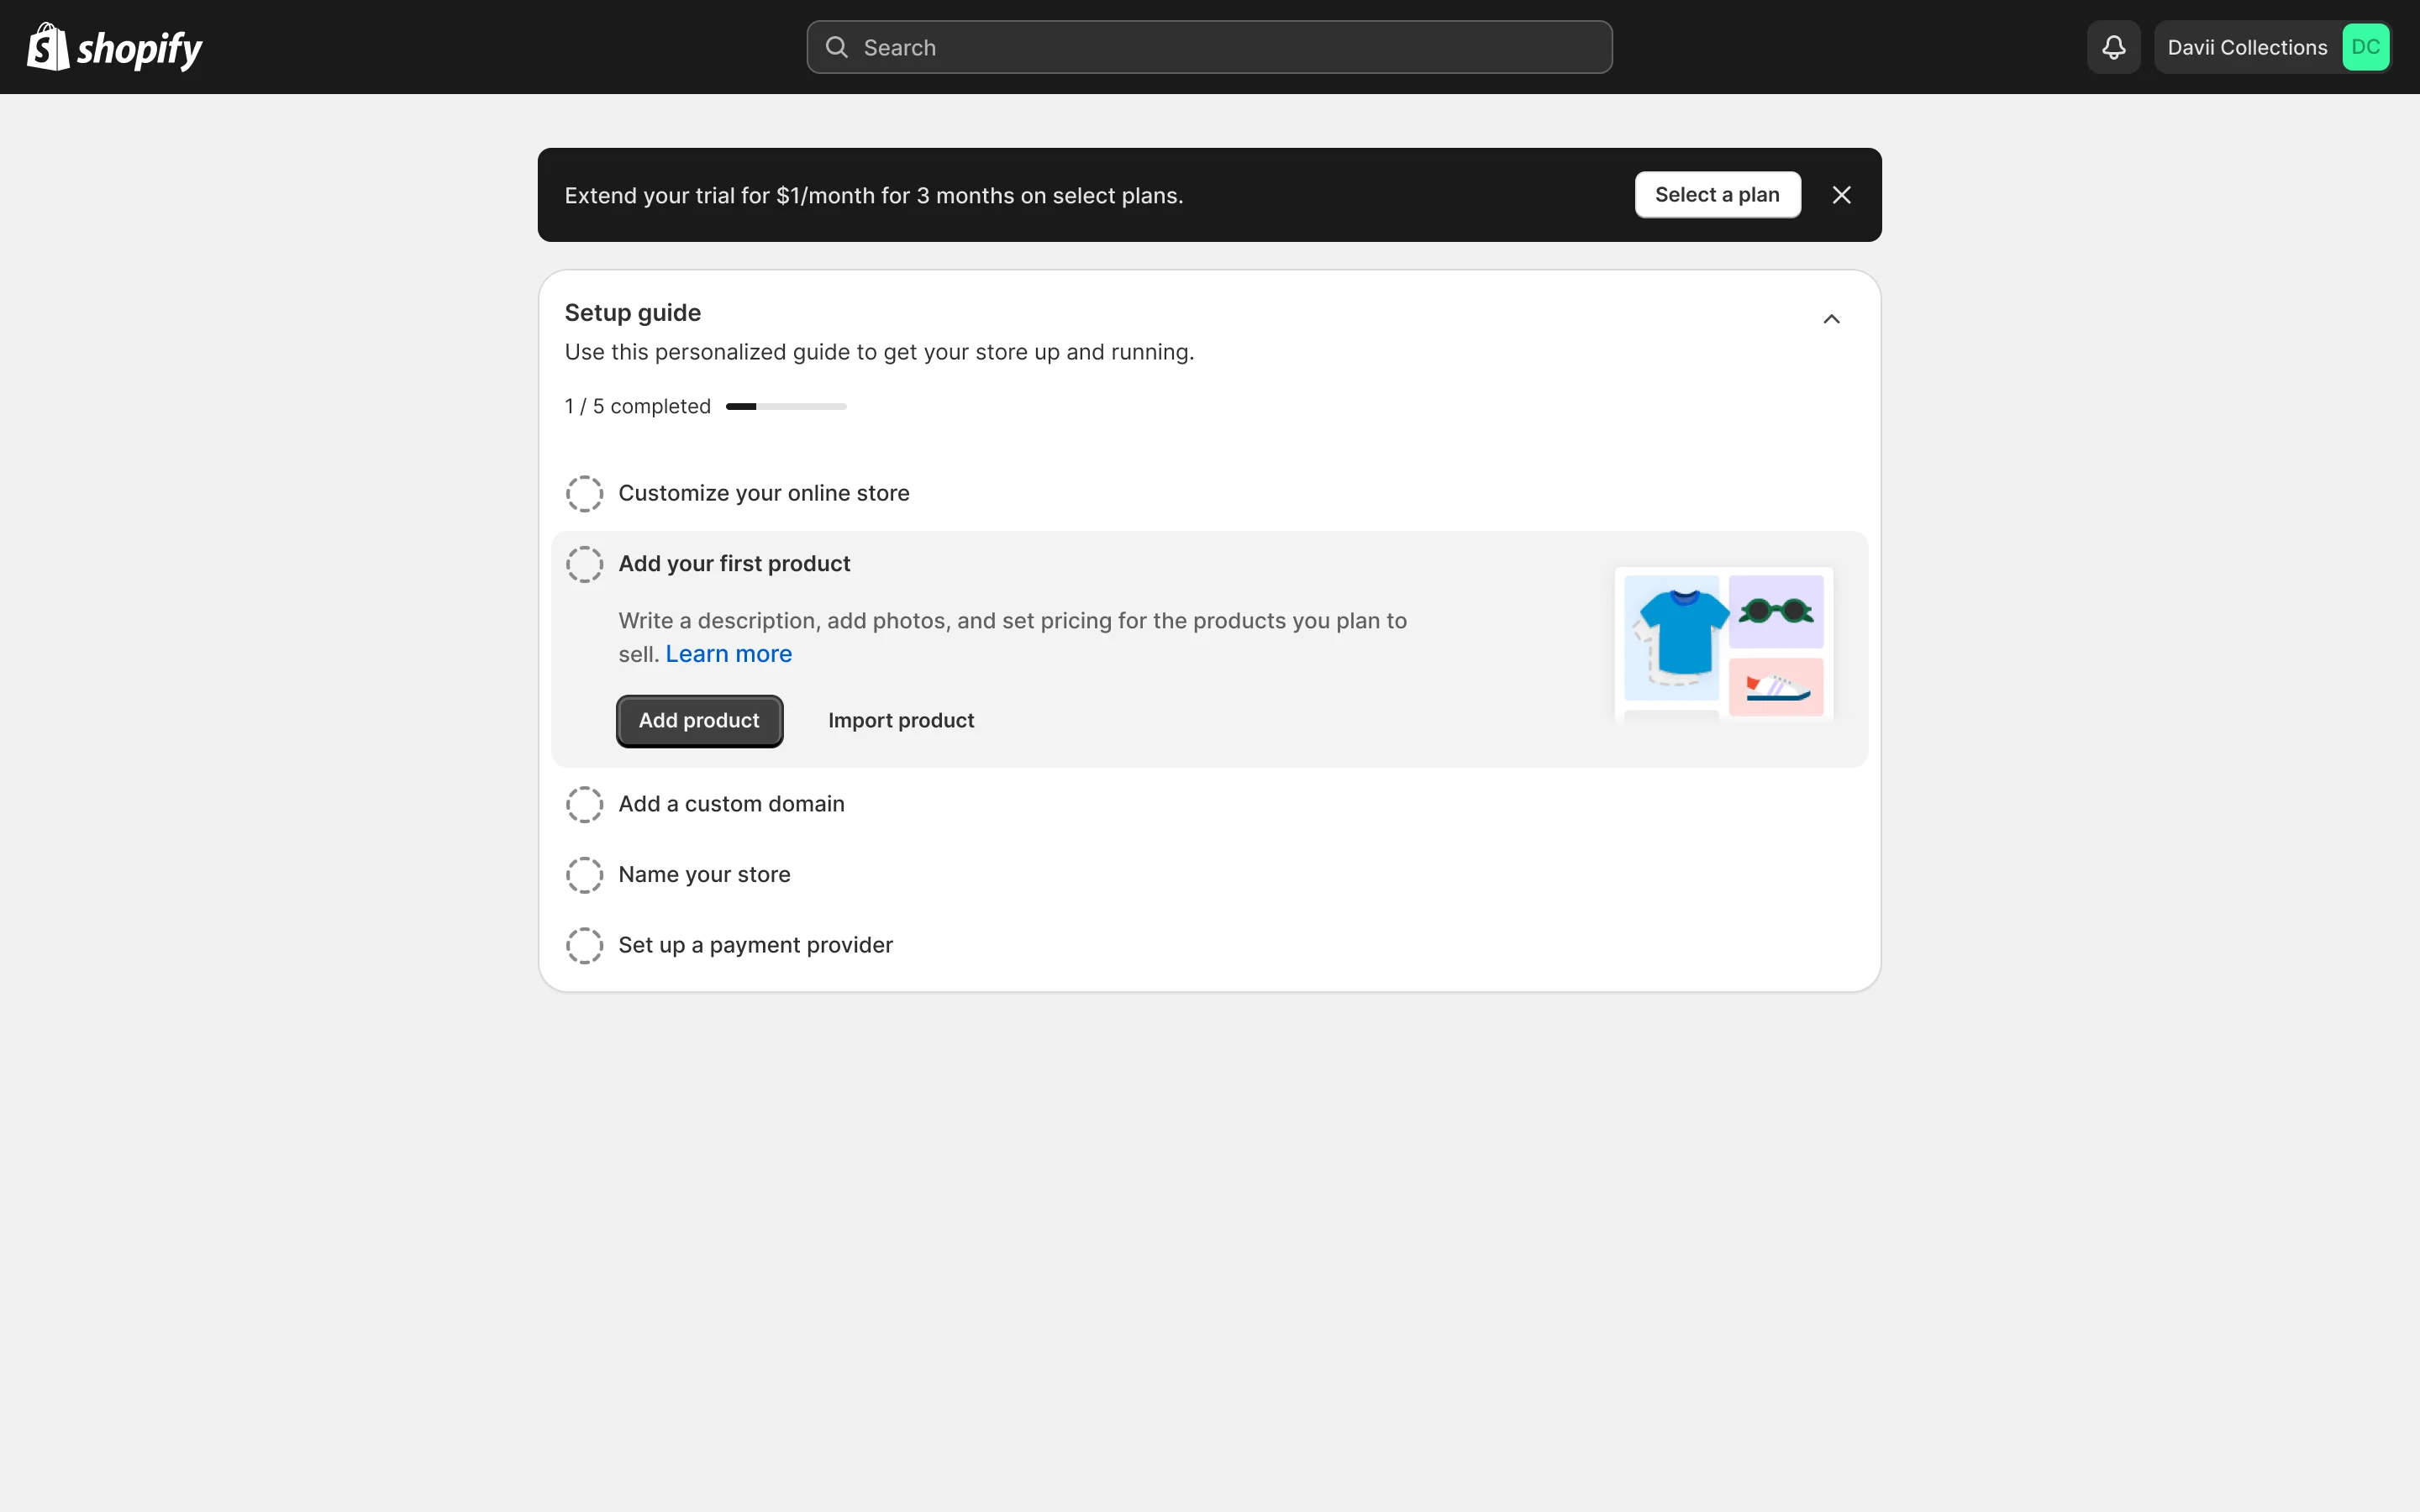 shopify
Search
Davii Collections
DC
Extend your trial for $1/month for 3 months on select plans.
Select a plan
Setup guide
Use this personalized guide to get your store up and running.
1 / 5 completed
Customize your online store
Add your first product
Write a description, add photos, and set pricing for the products you plan to
sell. Learn more
Add product
Import product
Add a custom domain
Name your store
Set up a payment provider